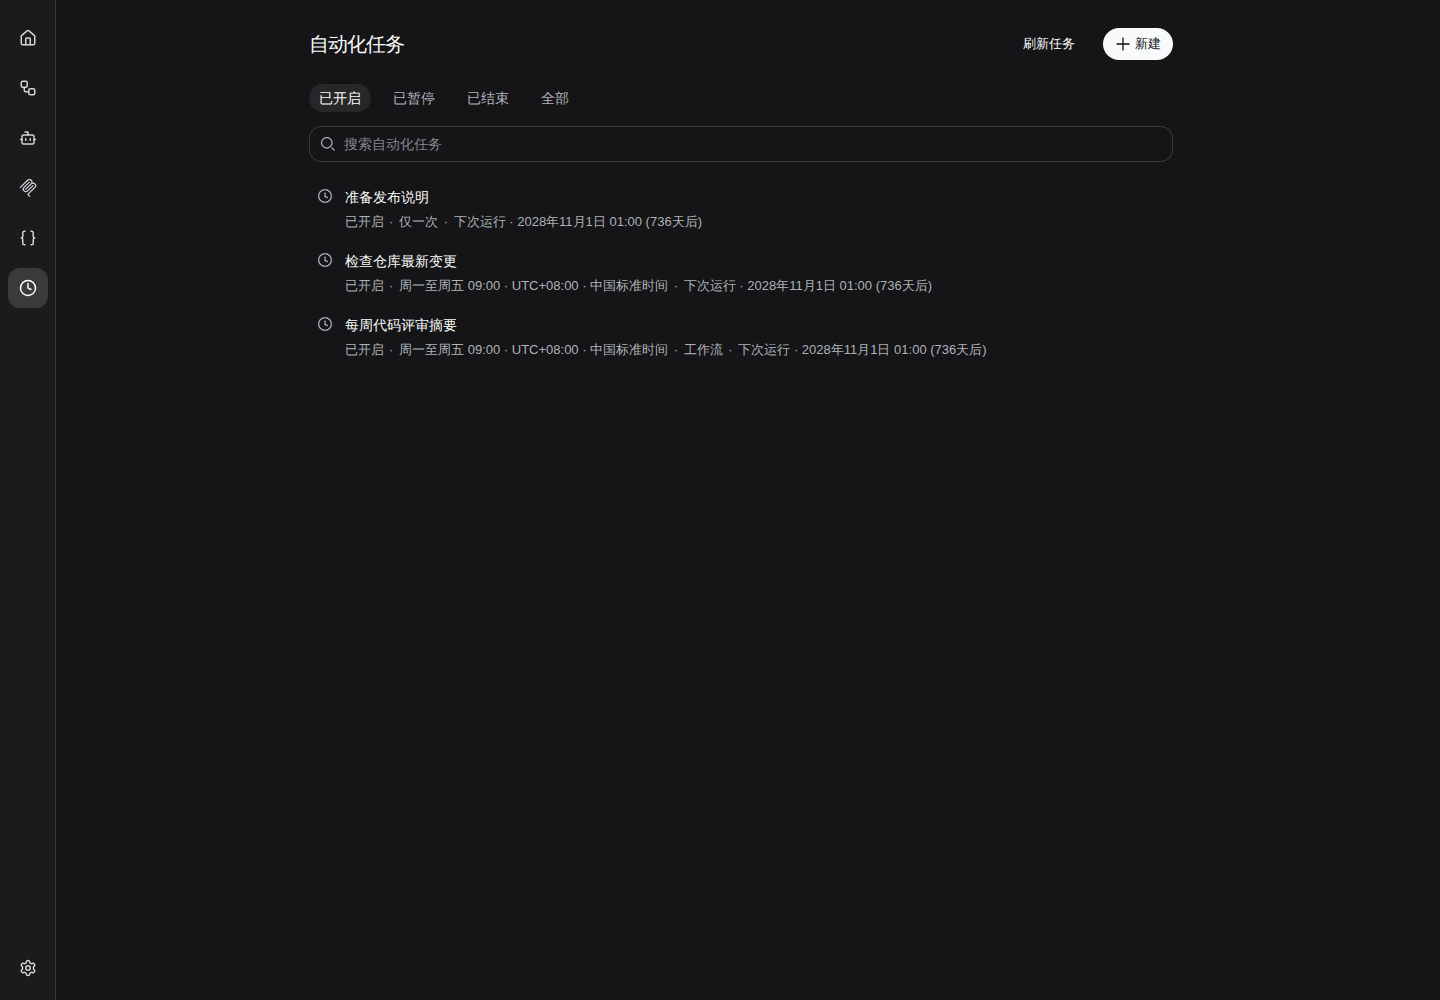 自动化任务
刷新任务
新建
已开启
已暂停
已结束
全部
搜索自动化任务
准备发布说明
已开启 · 仅一次 · 下次运行 · 2028年11月1日 01:00 (736天后)
检查仓库最新变更
已开启 · 周一至周五 09:00 · UTC+08:00 · 中国标准时间 · 下次运行 · 2028年11月1日 01:00 (736天后)
每周代码评审摘要
已开启 · 周一至周五 09:00 · UTC+08:00 · 中国标准时间 · 工作流 · 下次运行 · 2028年11月1日 01:00 (736天后)